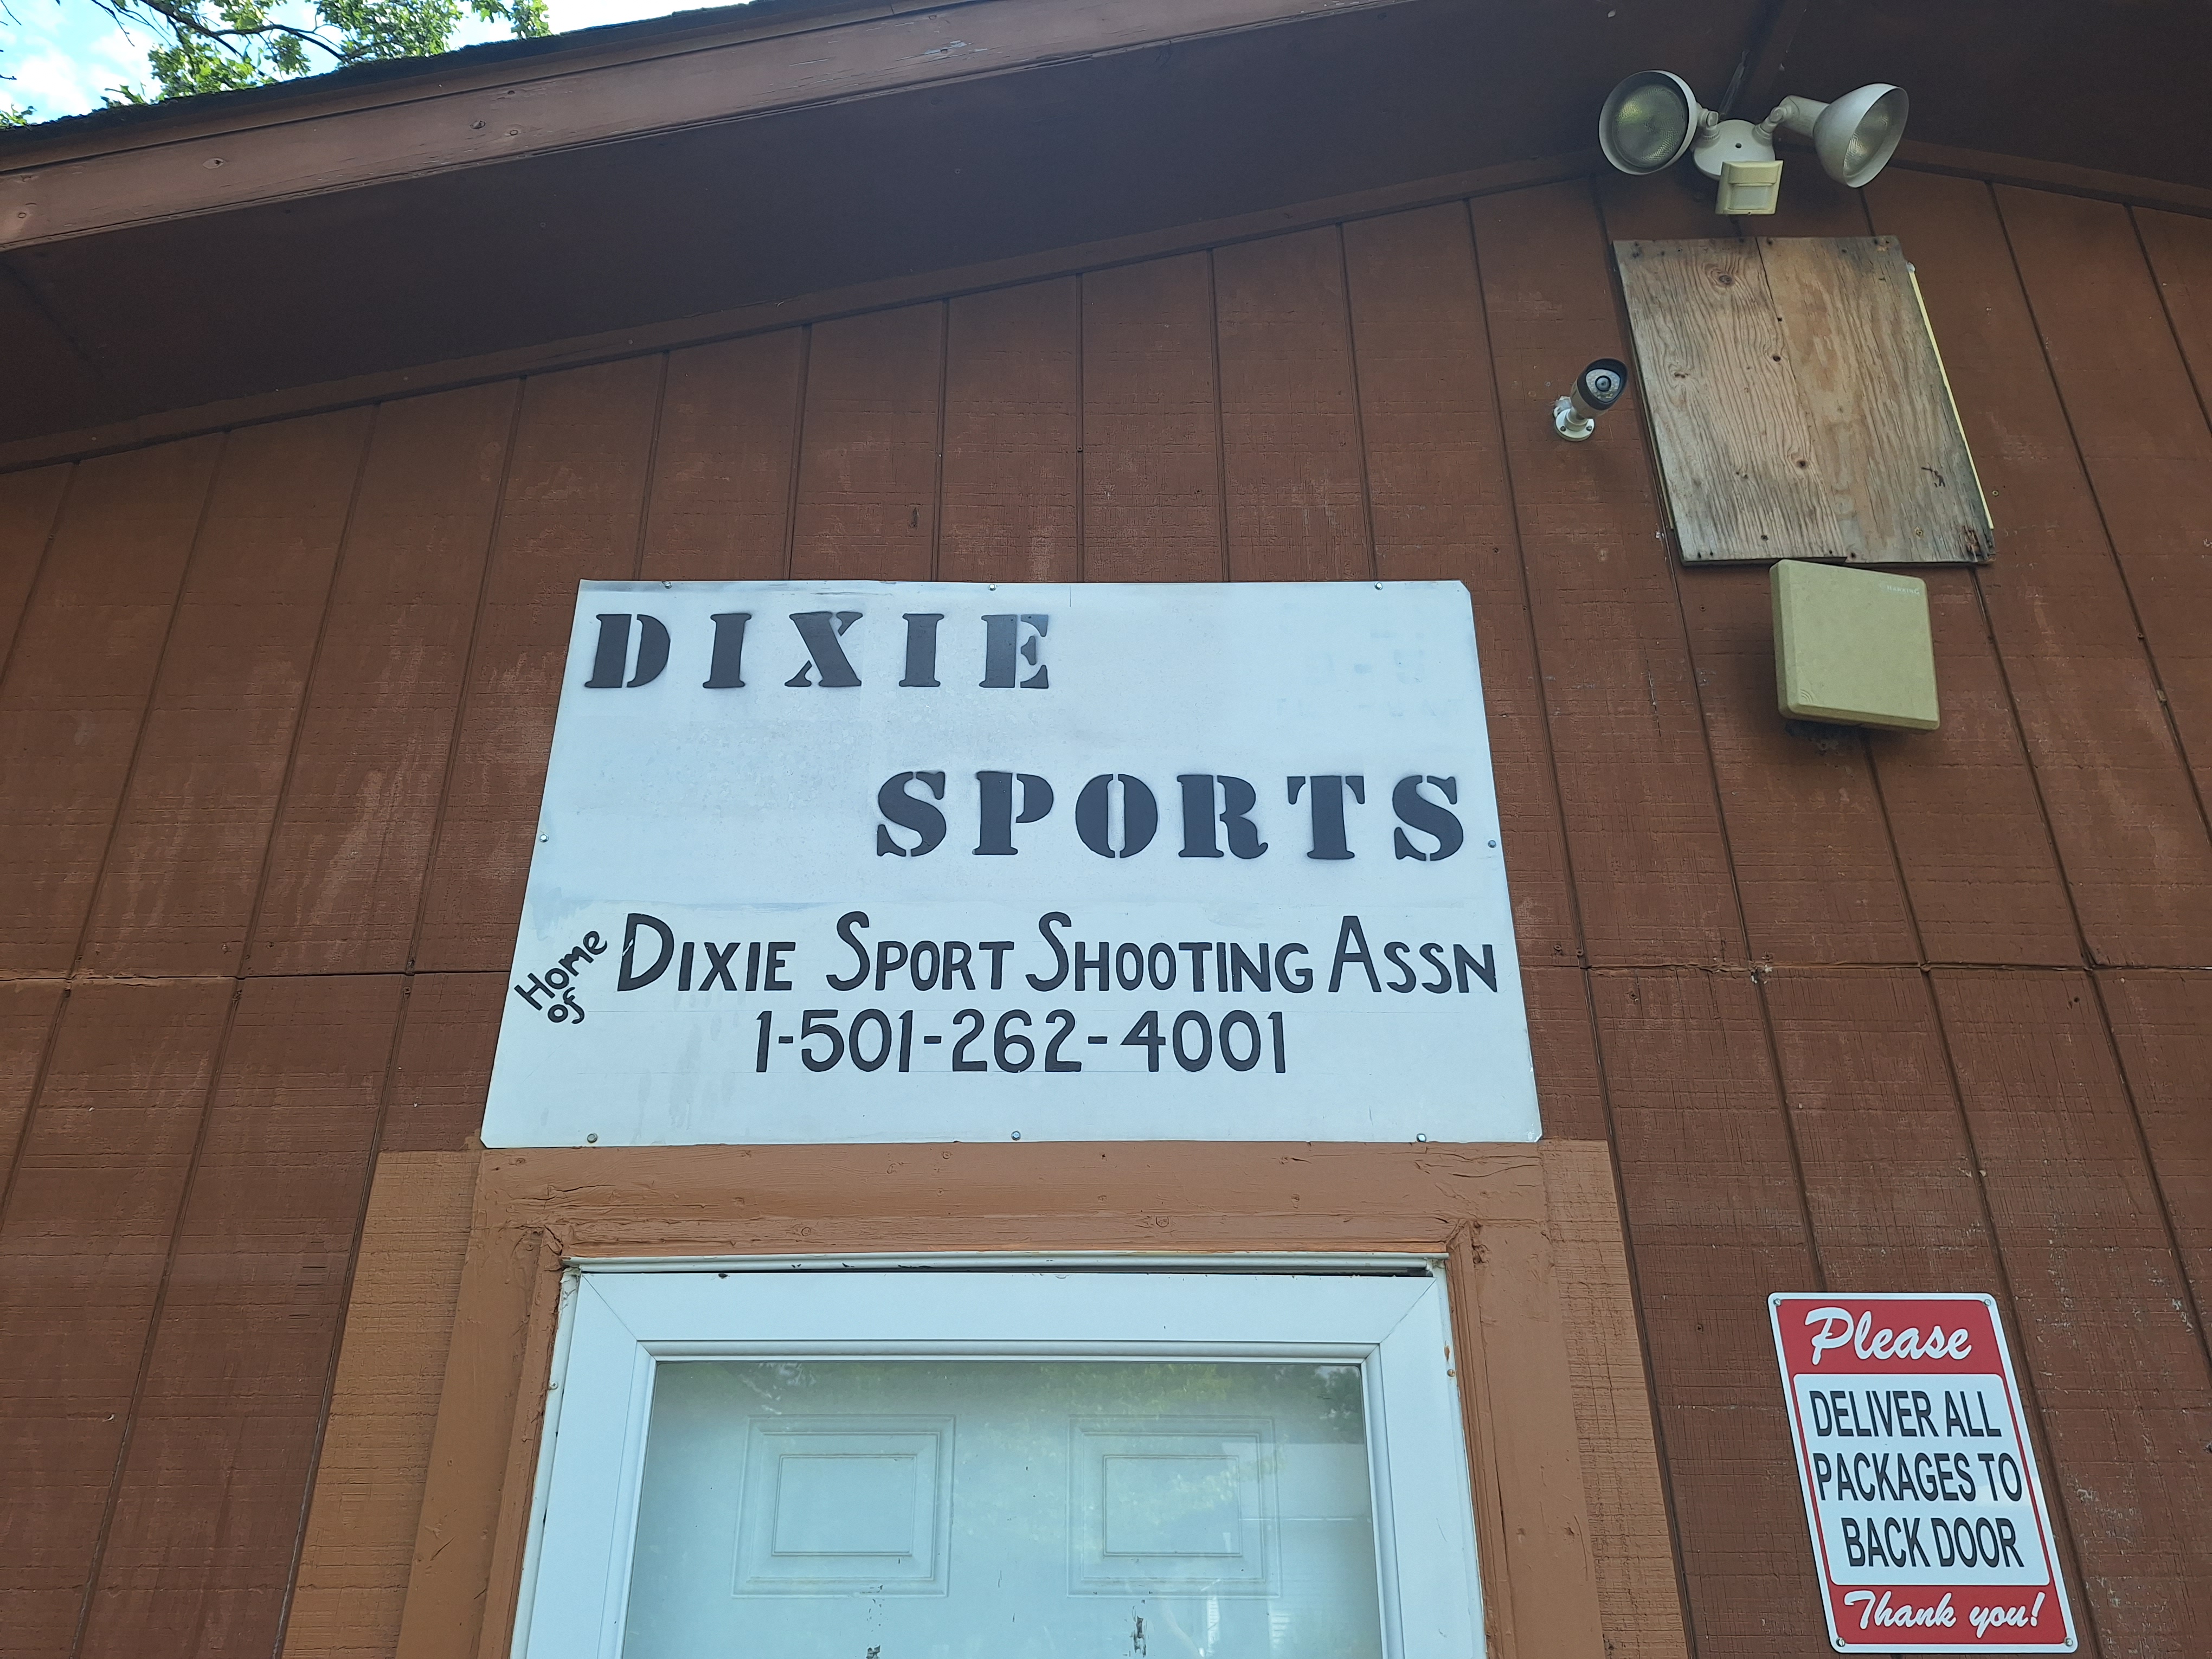 DIXIE
SPORTS
Home of
DIXIE SPORT SHOOTING ASSN
1-501-262-4001
Please
DELIVER ALL
PACKAGES TO
BACK DOOR
Thank you!